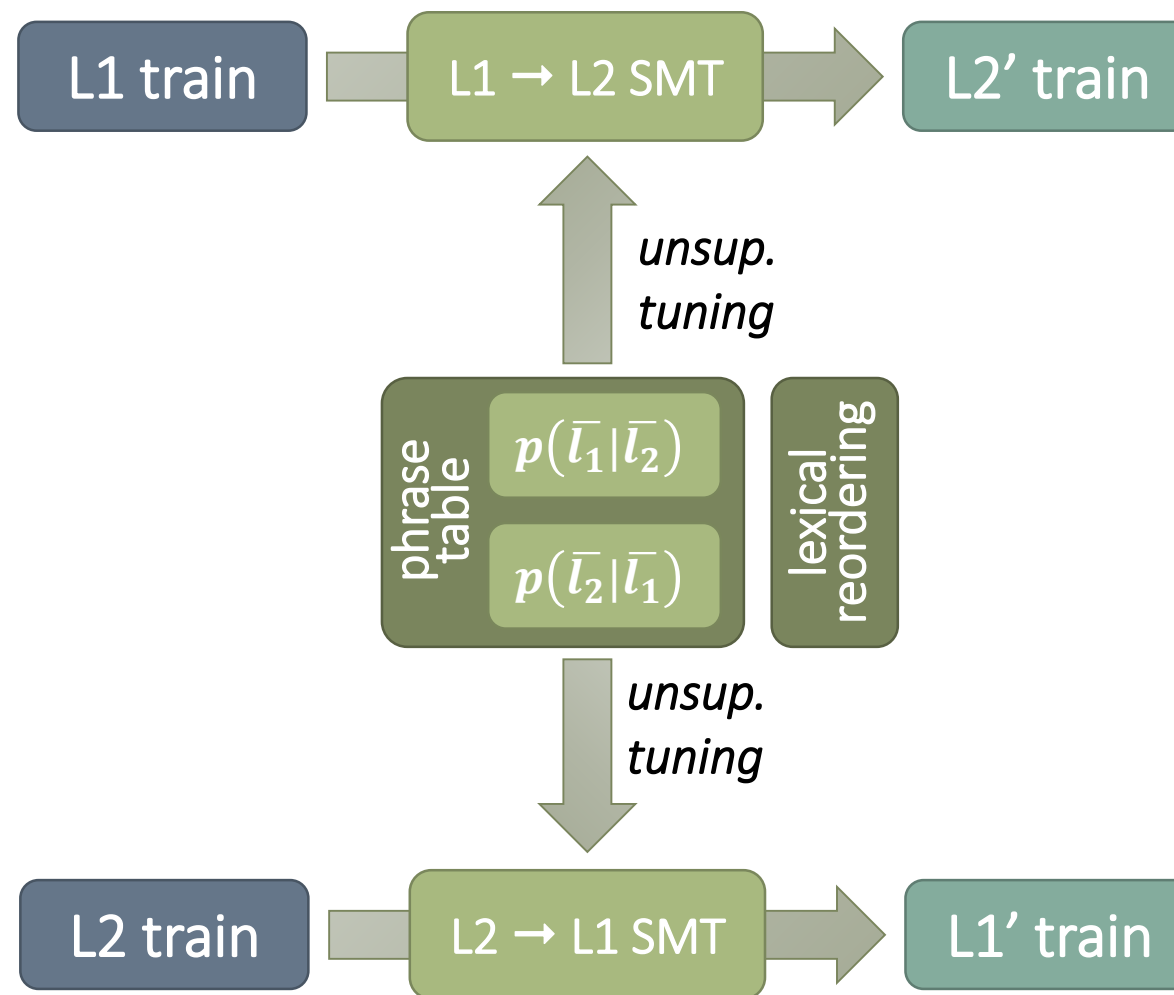 L1 train
L1 → L2 SMT
L2’ train
unsup.
tuning
phrase
table
p(l̅₁|l̅₂)
p(l̅₂|l̅₁)
lexical
reordering
unsup.
tuning
L2 train
L2 → L1 SMT
L1’ train